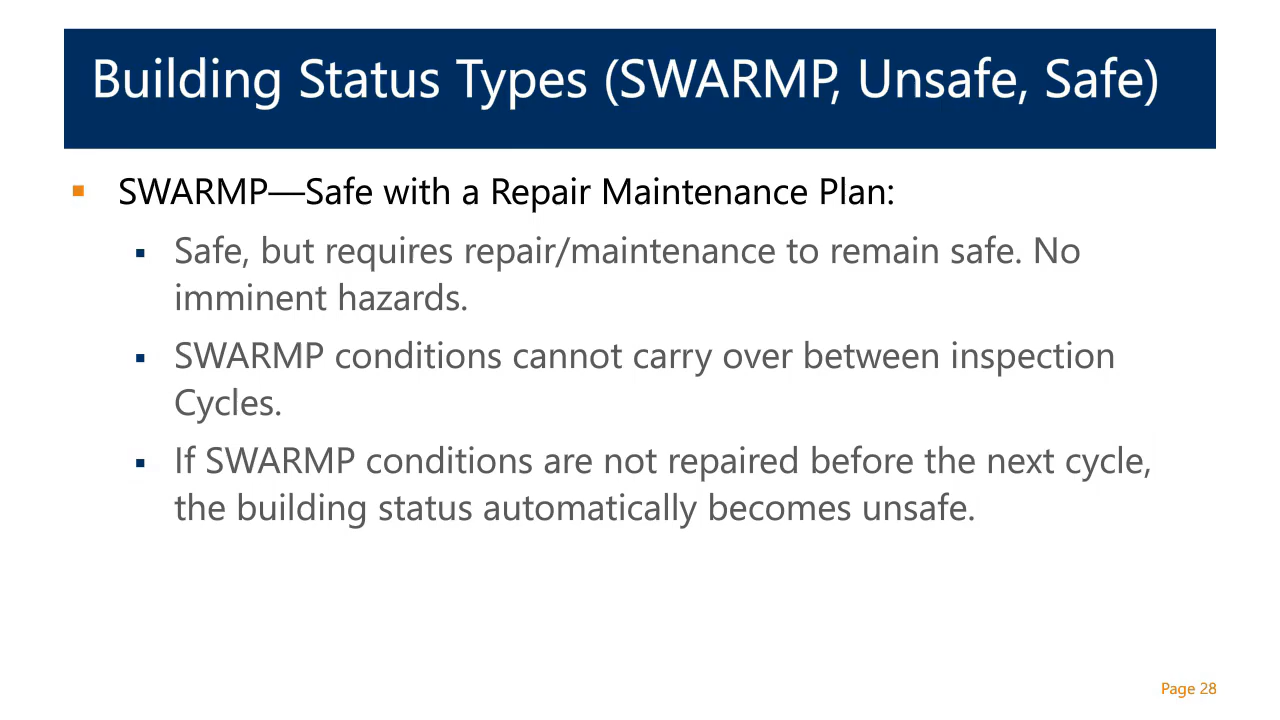 Building Status Types (SWARMP, Unsafe, Safe)
SWARMP—Safe with a Repair Maintenance Plan:
Safe, but requires repair/maintenance to remain safe. No
imminent hazards.
SWARMP conditions cannot carry over between inspection
Cycles.
If SWARMP conditions are not repaired before the next cycle,
the building status automatically becomes unsafe.
Page 28